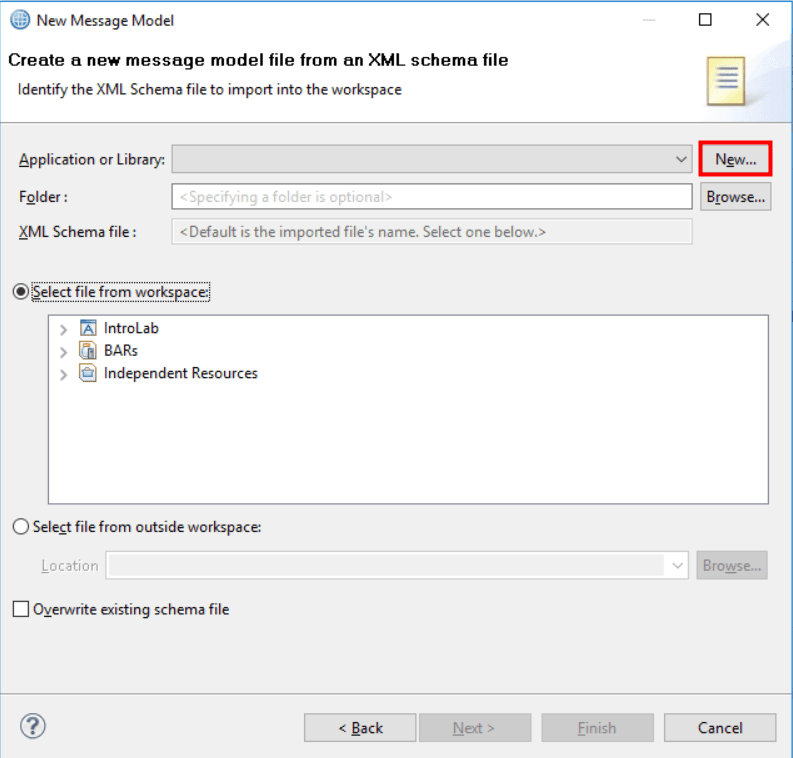 New Message Model
Create a new message model file from an XML schema file
Identify the XML Schema file to import into the workspace
Application or Library: New...
Folder : <Specifying a folder is optional> Browse...
XML Schema file : <Default is the imported file's name. Select one below.>
Select file from workspace:
IntroLab
BARs
Independent Resources
Select file from outside workspace:
Location Browse...
Overwrite existing schema file
? < Back Next > Finish Cancel